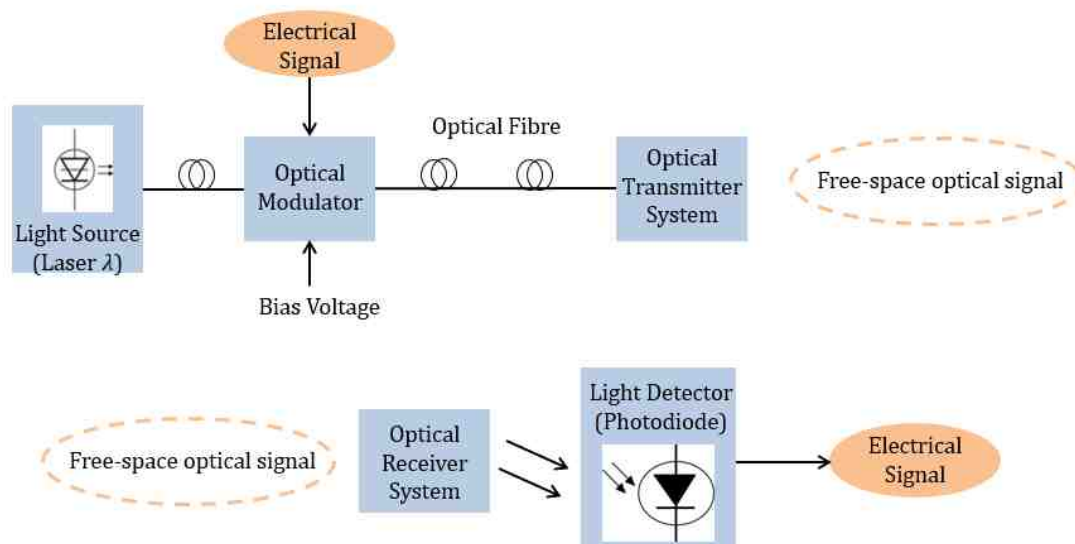 Electrical
Signal
Optical Fibre
Optical
Modulator
Optical
Transmitter
System
Free-space optical signal
Light Source
(Laser λ)
Bias Voltage
Light Detector
(Photodiode)
Optical
Receiver
System
Free-space optical signal
Electrical
Signal